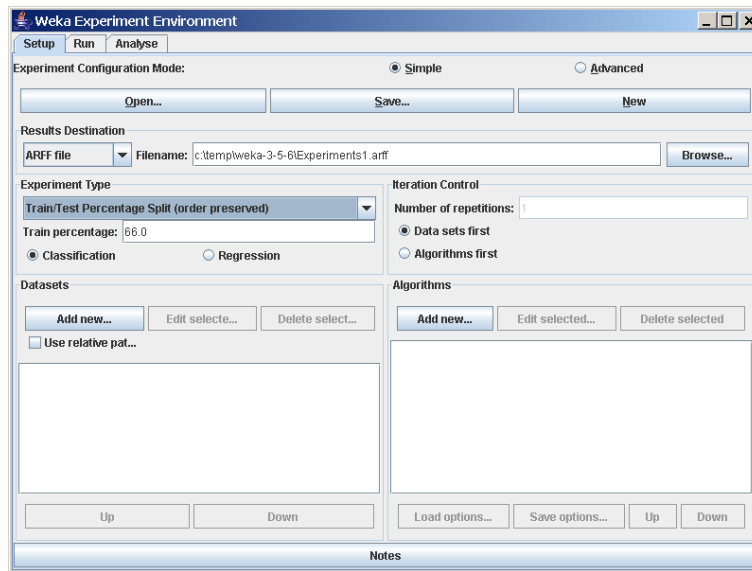 Weka Experiment Environment
Setup Run Analyse
Experiment Configuration Mode: Simple Advanced
Open... Save... New
Results Destination
ARFF file Filename: c:\temp\weka-3-5-6\Experiments1.arff Browse...
Experiment Type
Train/Test Percentage Split (order preserved)
Train percentage: 66.0
Classification Regression
Iteration Control
Number of repetitions: 1
Data sets first
Algorithms first
Datasets
Add new... Edit selecte... Delete select...
Use relative pat...
Up Down
Algorithms
Add new... Edit selected... Delete selected
Load options... Save options... Up Down
Notes